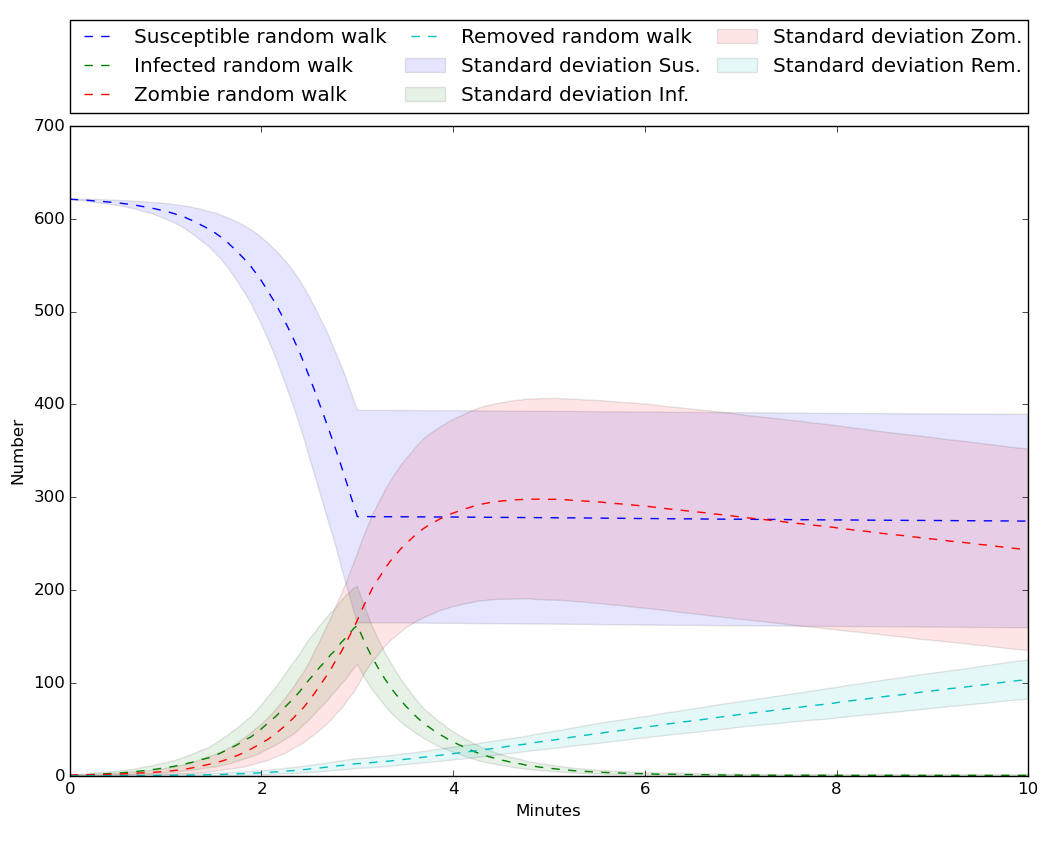 Susceptible random walk Removed random walk Standard deviation Zom.
Infected random walk Standard deviation Sus. Standard deviation Rem.
Zombie random walk Standard deviation Inf.
700
600
500
400
300
200
100
0
Number
0 2 4 6 8 10
Minutes